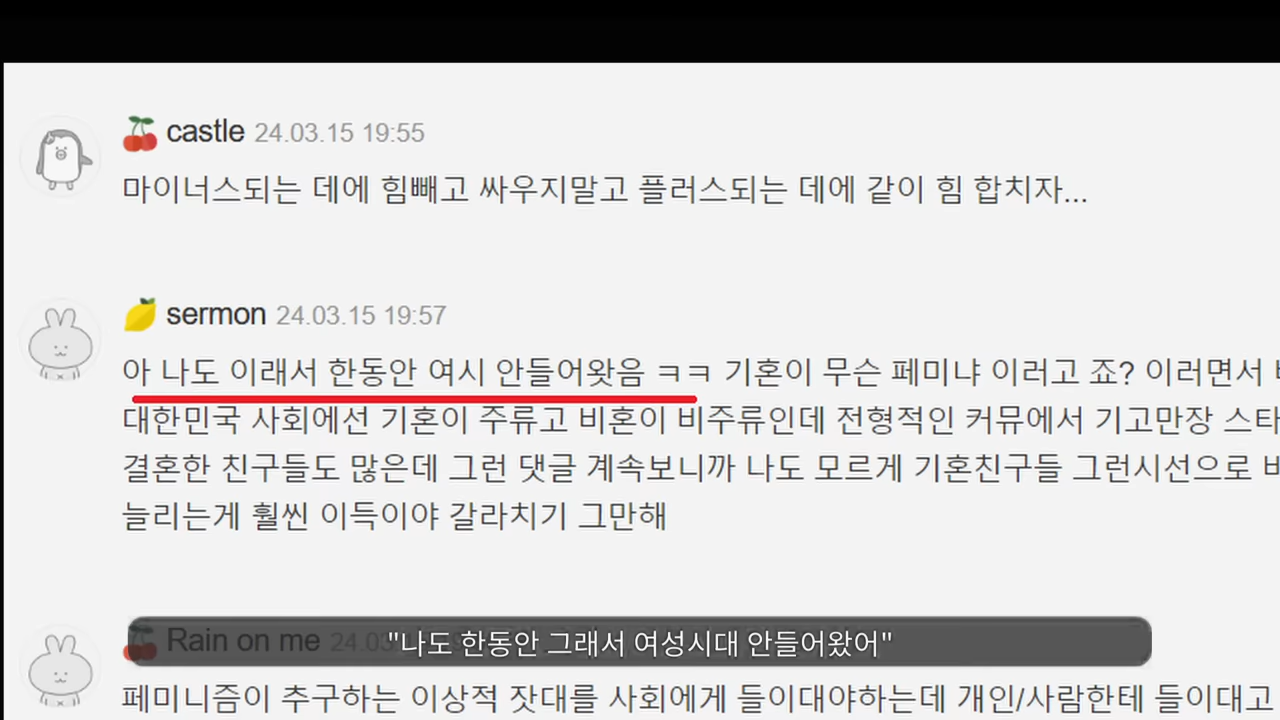 castle 24.03.15 19:55
마이너스되는 데에 힘빼고 싸우지말고 플러스되는 데에 같이 힘 합치자...
sermon 24.03.15 19:57
아 나도 이래서 한동안 여시 안들어왓음 ㅋㅋ 기혼이 무슨 페미냐 이러고 죠? 이러면서
대한민국 사회에선 기혼이 주류고 비혼이 비주류인데 전형적인 커뮤에서 기고만장 스타
결혼한 친구들도 많은데 그런 댓글 계속보니까 나도 모르게 기혼친구들 그런시선으로
늘리는게 훨씬 이득이야 갈라치기 그만해
Rain on me 24.03
"나도 한동안 그래서 여성시대 안들어왔어"
페미니즘이 추구하는 이상적 잣대를 사회에게 들이대야하는데 개인/사람한테 들이대고